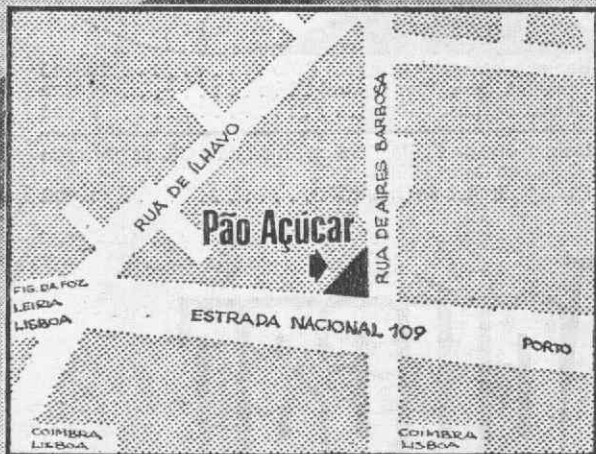 RUA DE ÍLHAVO
RUA DE AIRES BARBOSA
Pão Açúcar
FIG. DA FOZ
LEIRIA
LISBOA
ESTRADA NACIONAL 109
PORTO
COIMBRA
LISBOA
COIMBRA
LISBOA